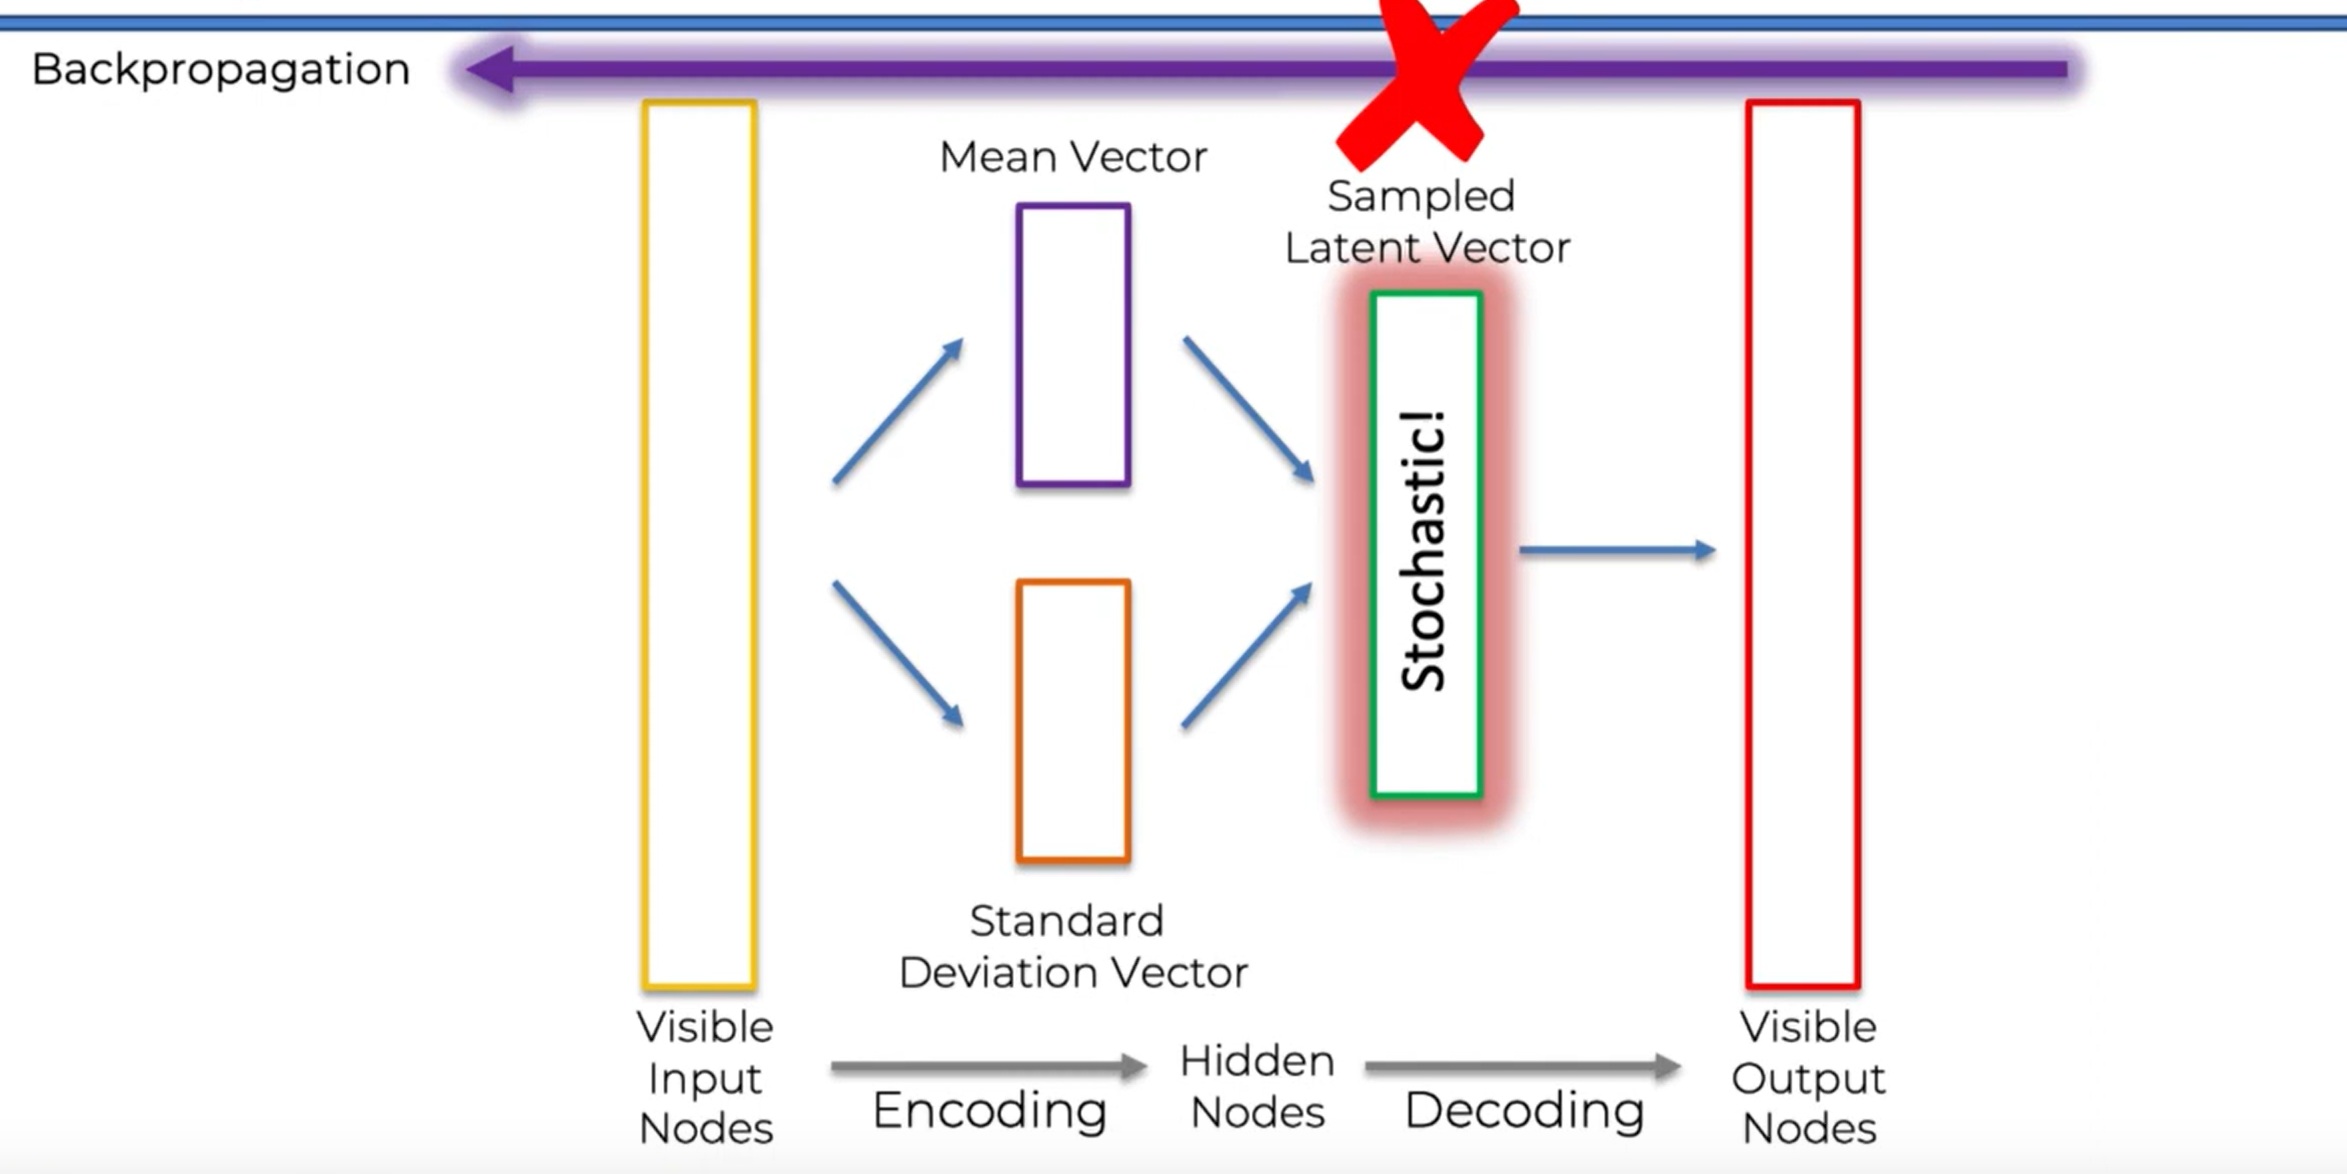 Backpropagation
Mean Vector
Sampled
Latent Vector
Stochastic!
Standard
Deviation Vector
Visible
Input
Nodes
Encoding
Hidden
Nodes
Decoding
Visible
Output
Nodes